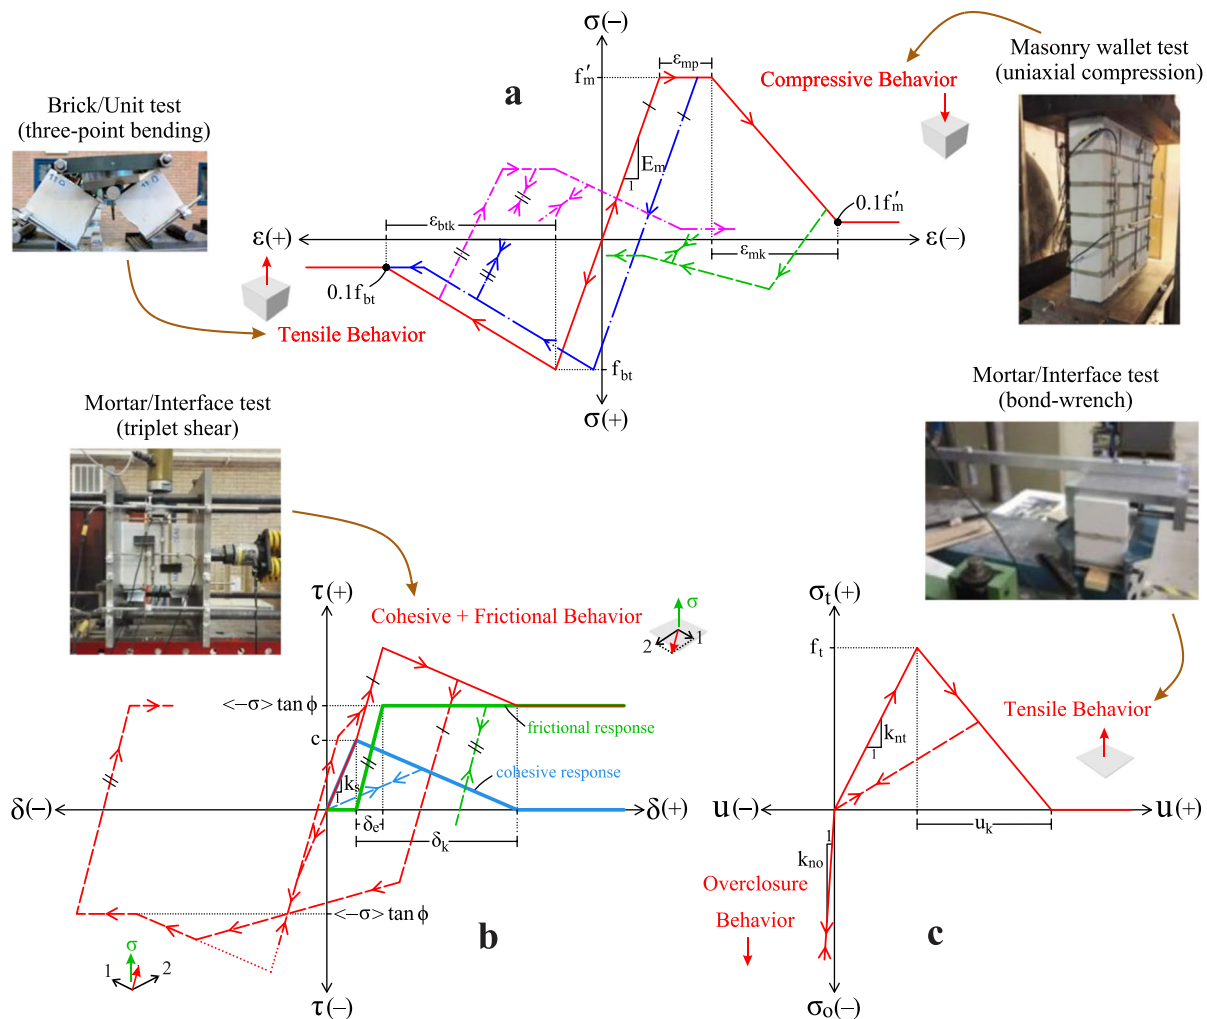 σ(-)
Masonry wallet test
(uniaxial compression)
Brick/Unit test
(three-point bending)
a
f′m
εmp
Compressive Behavior
Em
1
0.1f′m
ε(+)
εbtk
ε(-)
εmk
0.1fbt
Tensile Behavior
fbt
σ(+)
Mortar/Interface test
(triplet shear)
Mortar/Interface test
(bond-wrench)
τ(+)
Cohesive + Frictional Behavior
σ
2
1
<-σ> tan ϕ
frictional response
c
cohesive response
ks
1
δ(-)
δ(+)
δe
δk
<-σ> tan ϕ
b
σ
1
2
τ(-)
σt(+)
ft
Tensile Behavior
knt
1
u(-)
u(+)
uk
1
kno
Overclosure
Behavior
c
σo(-)